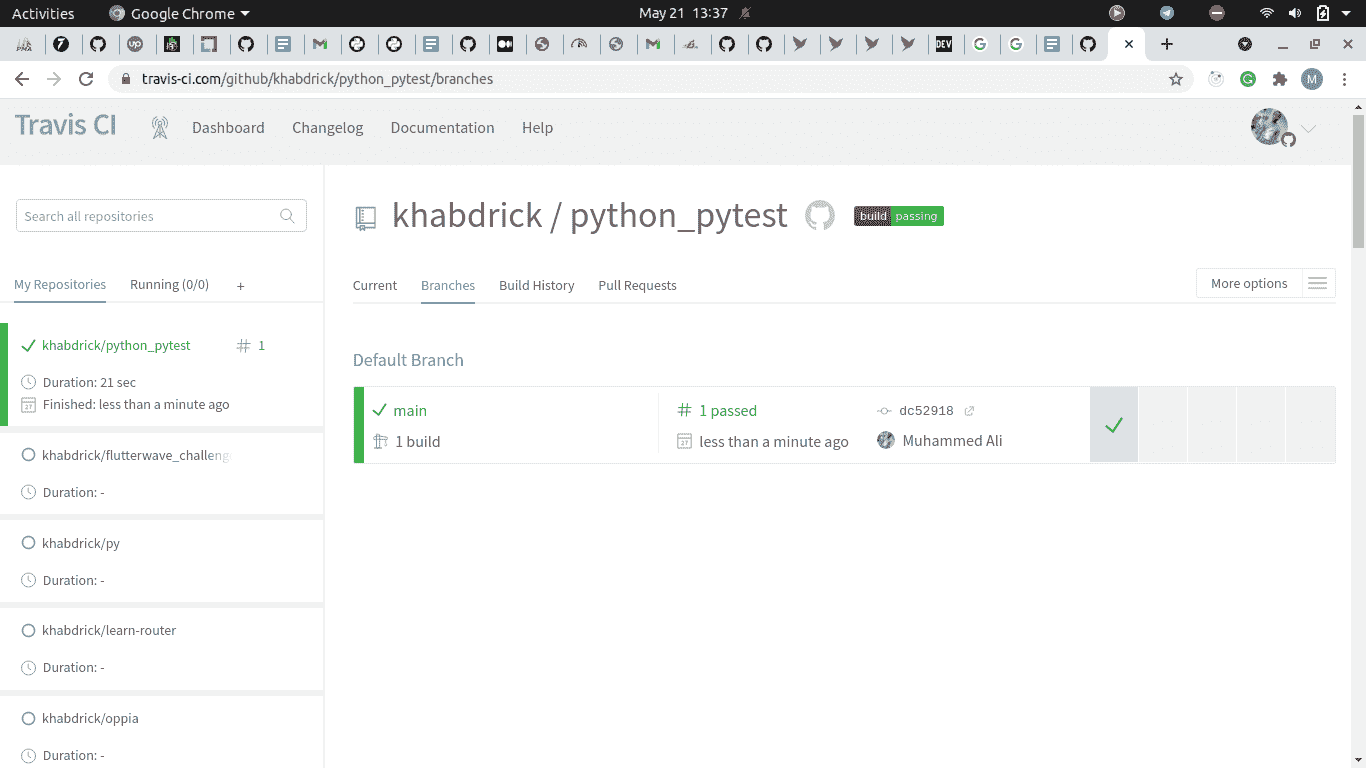 Activities Google Chrome May 21 13:37
7 up DEV G G
travis-ci.com/github/khabdrick/python_pytest/branches G M
Travis CI Dashboard Changelog Documentation Help
Search all repositories
khabdrick / python_pytest build passing
My Repositories Running (0/0) +
Current Branches Build History Pull Requests More options
khabdrick/python_pytest # 1
Duration: 21 sec
27 Finished: less than a minute ago
Default Branch
main # 1 passed dc52918
1 build 27 less than a minute ago Muhammed Ali
khabdrick/flutterwave_challeng
Duration: -
khabdrick/py
Duration: -
khabdrick/learn-router
Duration: -
khabdrick/oppia
Duration: -